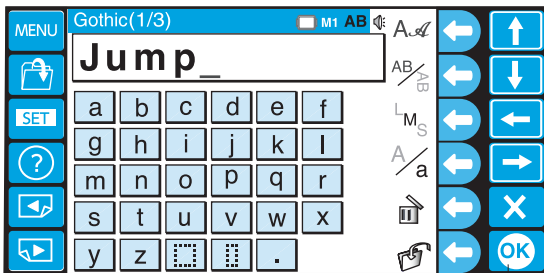 MENU
Gothic(1/3)
M1 AB
Jump_
A A
AB/AB
SET
L M S
A/a
?
a b c d e f
g h i j k l
m n o p q r
s t u v w x
y z .
OK